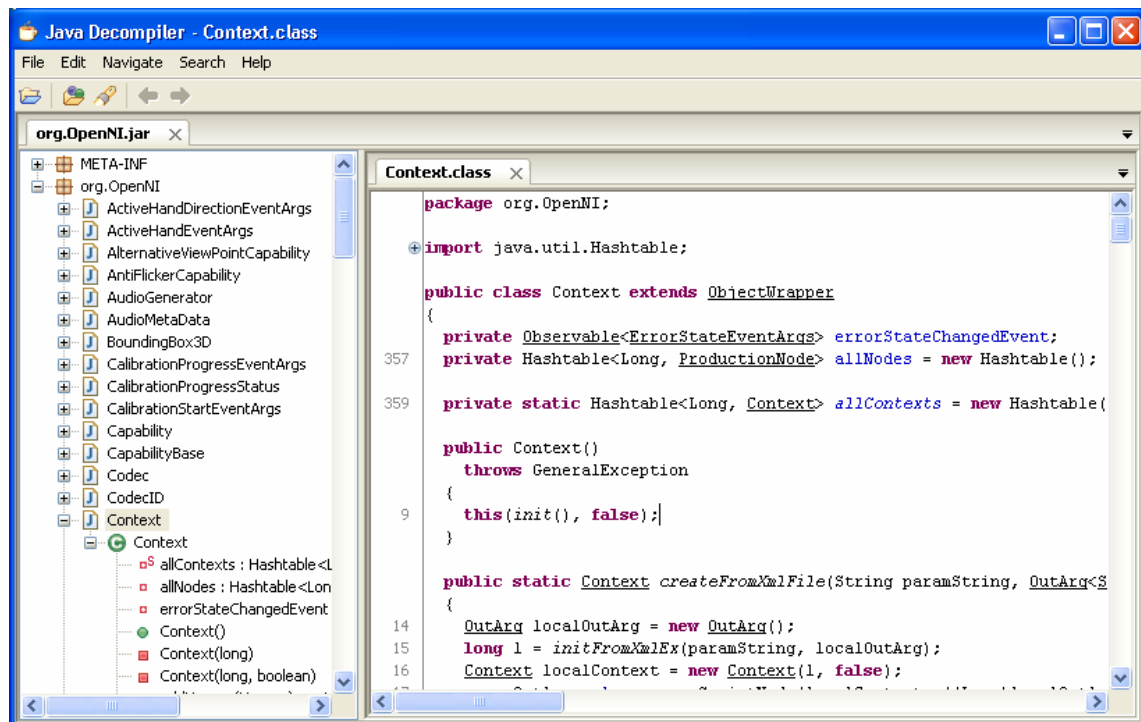 Java Decompiler - Context.class
File Edit Navigate Search Help
org.OpenNI.jar
META-INF
org.OpenNI
ActiveHandDirectionEventArgs
ActiveHandEventArgs
AlternativeViewPointCapability
AntiFlickerCapability
AudioGenerator
AudioMetaData
BoundingBox3D
CalibrationProgressEventArgs
CalibrationProgressStatus
CalibrationStartEventArgs
Capability
CapabilityBase
Codec
CodecID
Context
Context
allContexts : Hashtable<L
allNodes : Hashtable<Lon
errorStateChangedEvent
Context()
Context(long)
Context(long, boolean)
Context.class
package org.OpenNI;
import java.util.Hashtable;
public class Context extends ObjectWrapper
{
private Observable<ErrorStateEventArgs> errorStateChangedEvent;
357 private Hashtable<Long, ProductionNode> allNodes = new Hashtable();
359 private static Hashtable<Long, Context> allContexts = new Hashtable(
public Context()
throws GeneralException
{
9 this(init(), false);
}
public static Context createFromXmlFile(String paramString, OutArg<S
{
14 OutArg localOutArg = new OutArg();
15 long l = initFromXmlEx(paramString, localOutArg);
16 Context localContext = new Context(l, false);